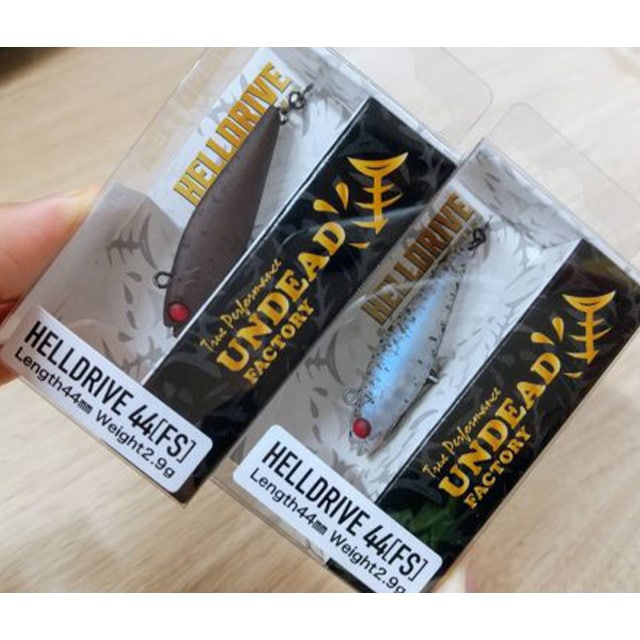 HELLDRIVE
True Performance
UNDEAD
FACTORY
HELLDRIVE 44[FS]
Length44㎜ Weight2.9g
HELLDRIVE
True Performance
UNDEAD
FACTORY
HELLDRIVE 44[FS]
Length44㎜ Weight2.9g